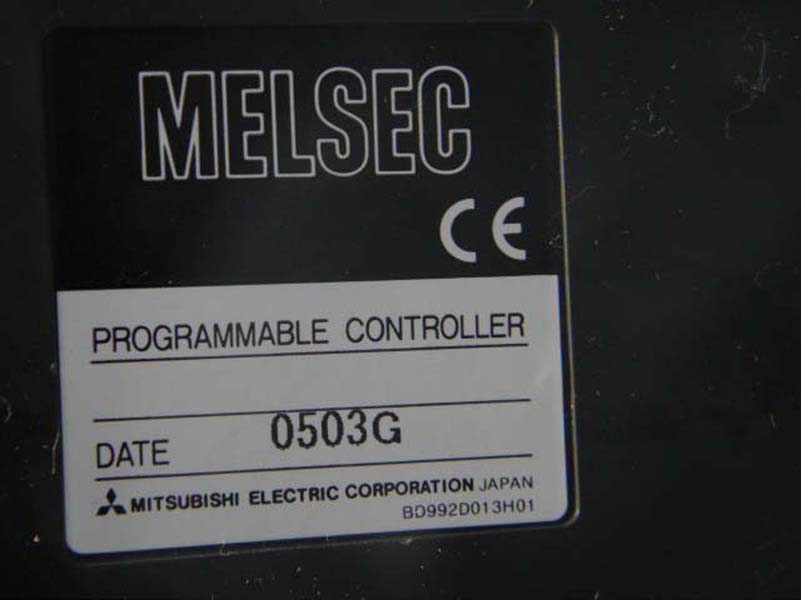 MELSEC
CE
PROGRAMMABLE CONTROLLER
DATE 0503G
MITSUBISHI ELECTRIC CORPORATION JAPAN
BD992D013H01